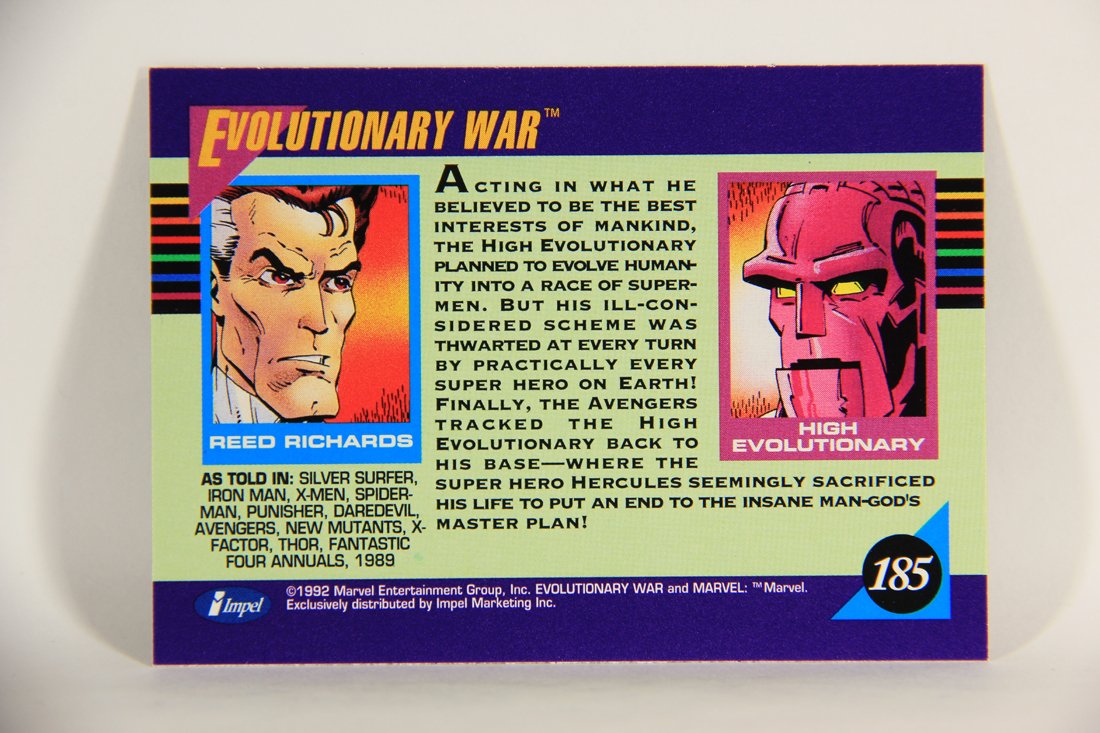 EVOLUTIONARY WAR™
ACTING IN WHAT HE
BELIEVED TO BE THE BEST
INTERESTS OF MANKIND,
THE HIGH EVOLUTIONARY
PLANNED TO EVOLVE HUMAN-
ITY INTO A RACE OF SUPER-
MEN. BUT HIS ILL-CON-
SIDERED SCHEME WAS
THWARTED AT EVERY TURN
BY PRACTICALLY EVERY
SUPER HERO ON EARTH!
FINALLY, THE AVENGERS
TRACKED THE HIGH
EVOLUTIONARY BACK TO
HIS BASE—WHERE THE
SUPER HERO HERCULES SEEMINGLY SACRIFICED
HIS LIFE TO PUT AN END TO THE INSANE MAN-GOD'S
MASTER PLAN!
REED RICHARDS
HIGH
EVOLUTIONARY
AS TOLD IN: SILVER SURFER,
IRON MAN, X-MEN, SPIDER-
MAN, PUNISHER, DAREDEVIL,
AVENGERS, NEW MUTANTS, X-
FACTOR, THOR, FANTASTIC
FOUR ANNUALS, 1989
185
Impel
©1992 Marvel Entertainment Group, Inc. EVOLUTIONARY WAR and MARVEL: ™Marvel.
Exclusively distributed by Impel Marketing Inc.